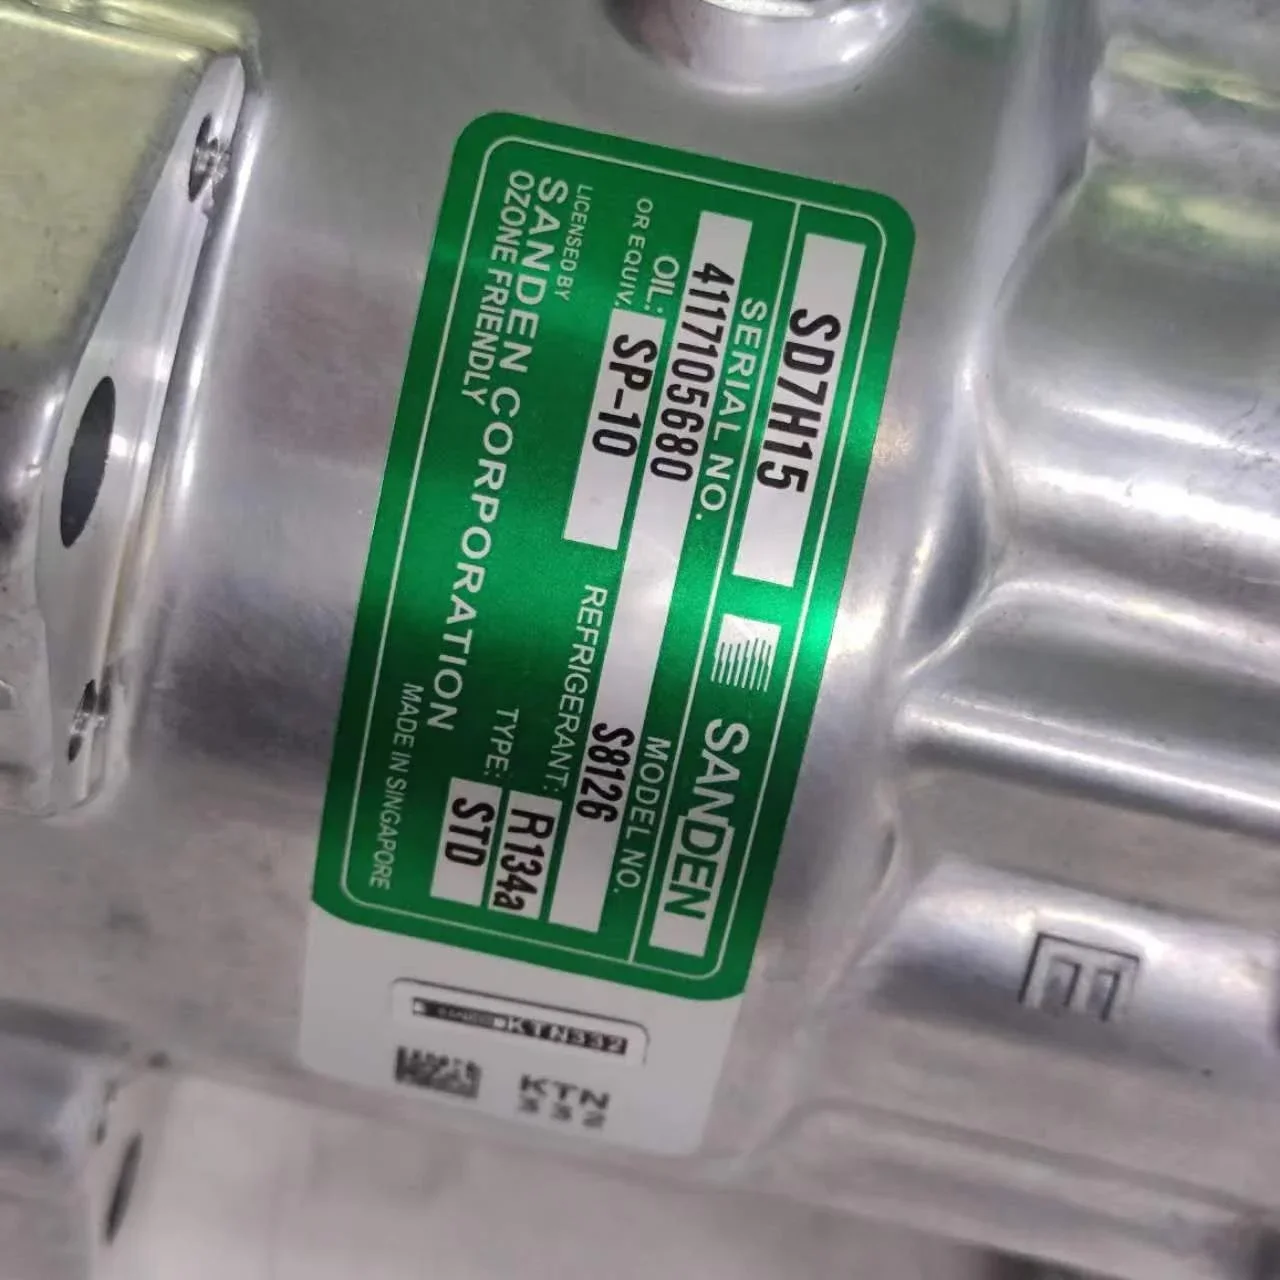 SD7H15 SANDEN
SERIAL NO. MODEL NO.
4117105680 S8126
OIL: SP-10 REFRIGERANT: R134a
OR EQUIV. TYPE: STD
LICENSED BY
SANDEN CORPORATION
OZONE FRIENDLY MADE IN SINGAPORE
KTN332
KTN
332
E